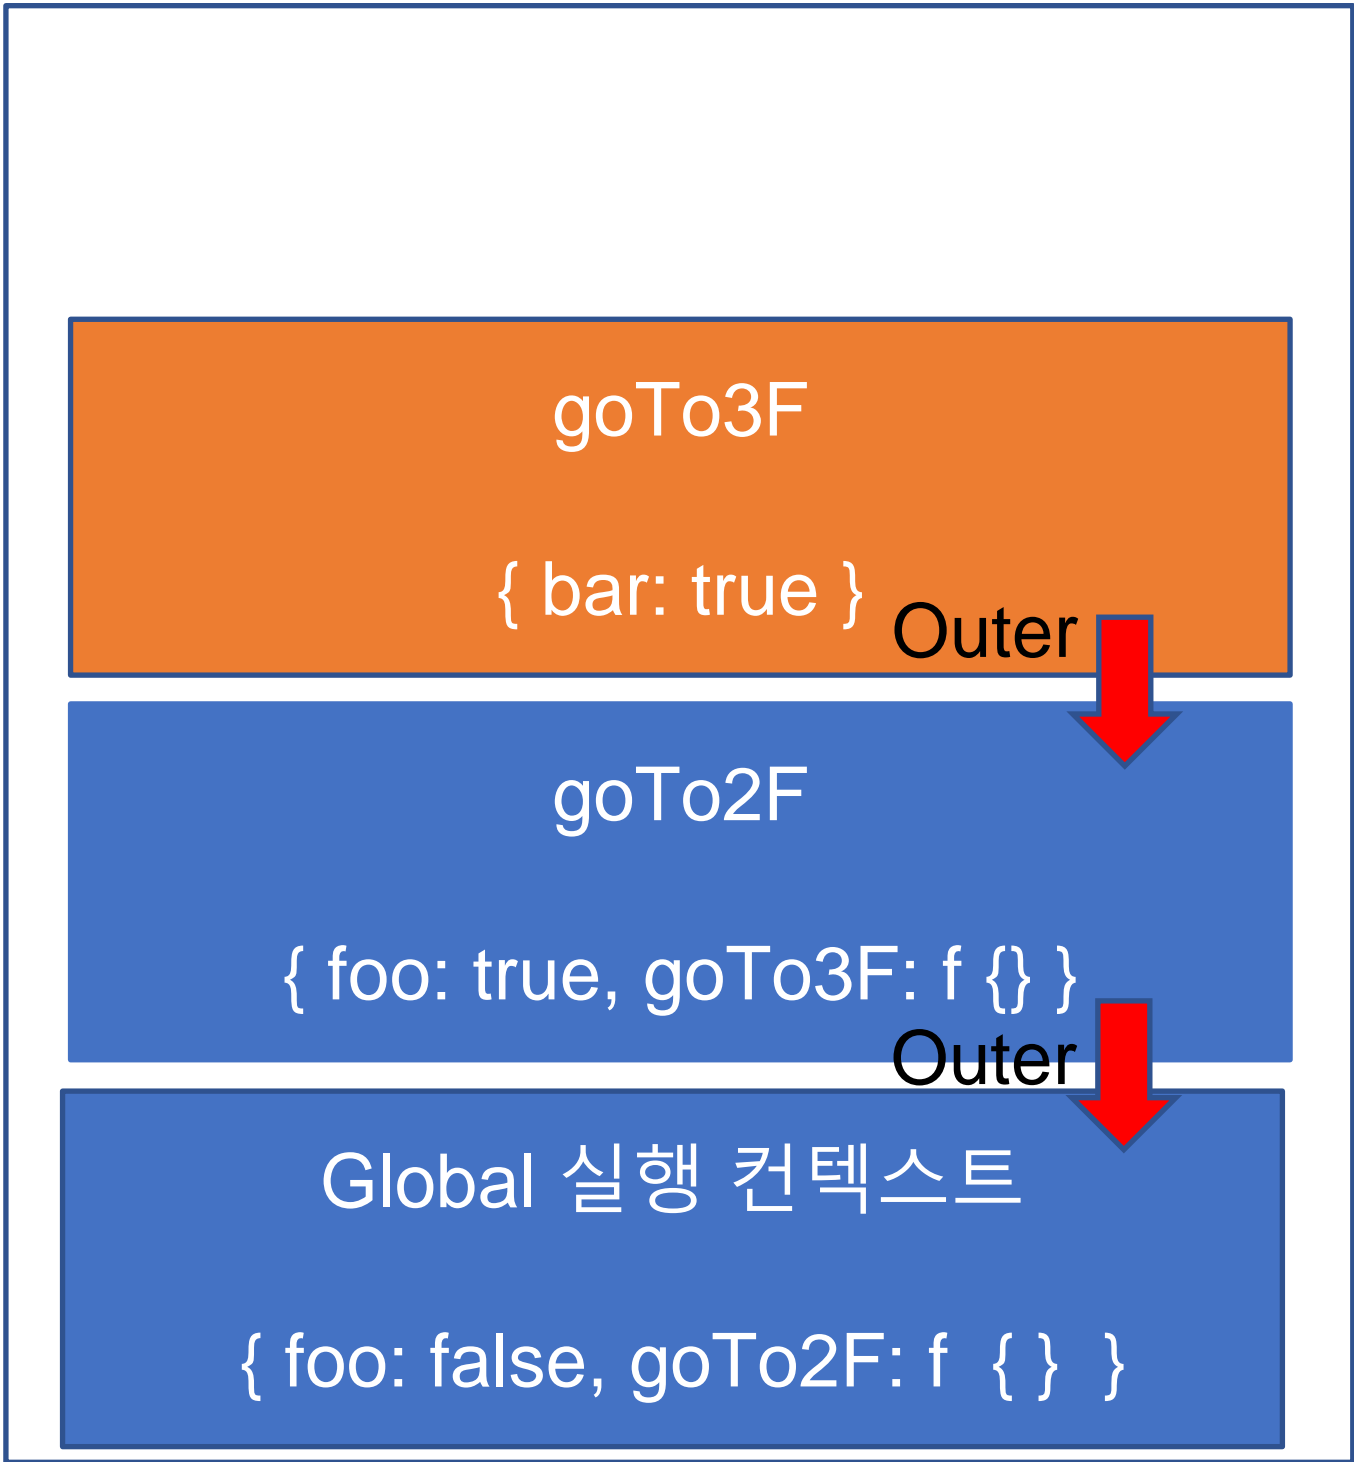 goTo3F
{ bar: true }
Outer
goTo2F
{ foo: true, goTo3F: f {} }
Outer
Global 실행 컨텍스트
{ foo: false, goTo2F: f { } }